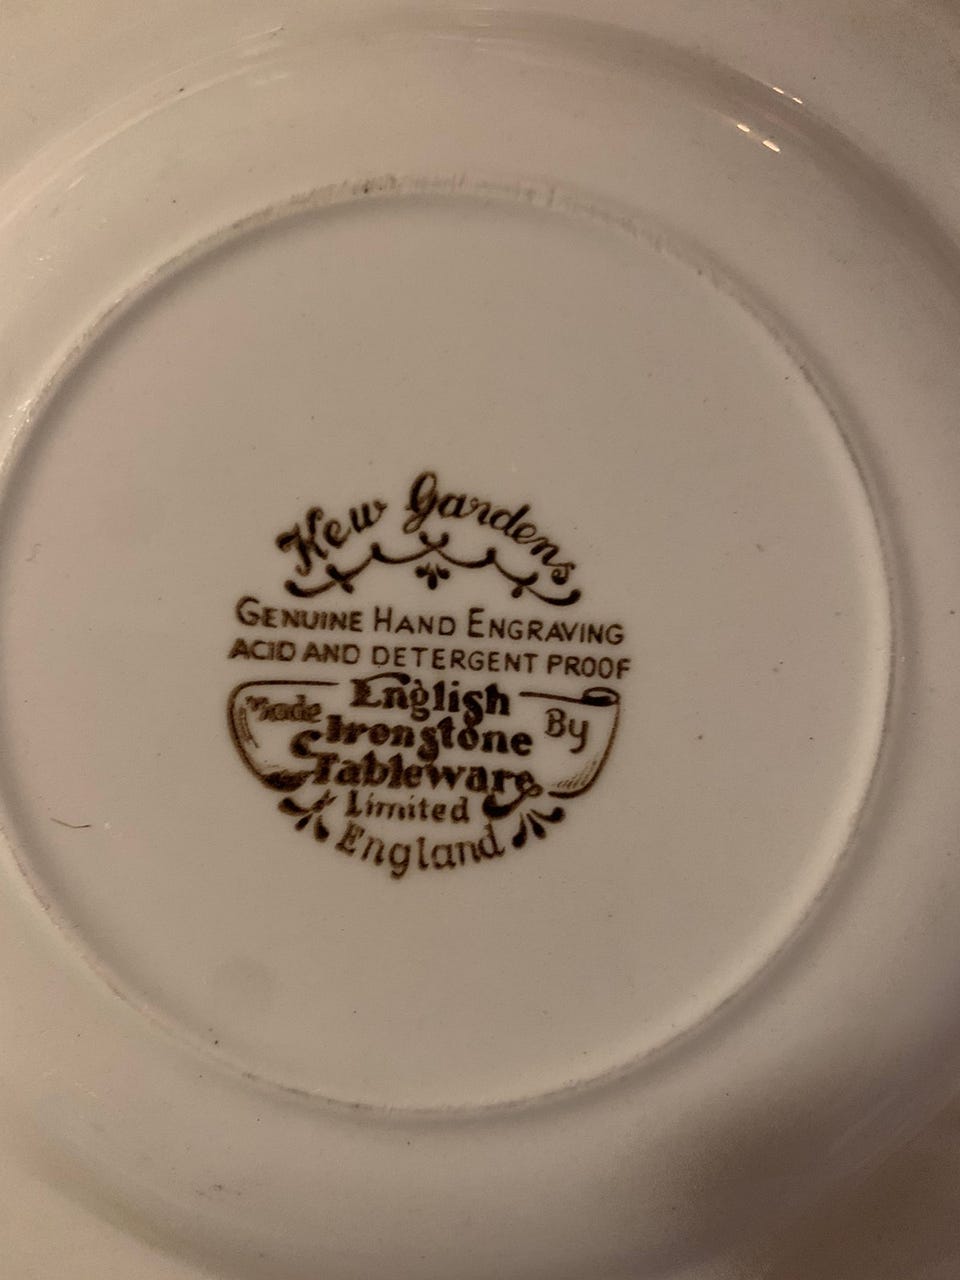 Kew Gardens
GENUINE HAND ENGRAVING
ACID AND DETERGENT PROOF
Made English By
Ironstone
Tableware
Limited
England